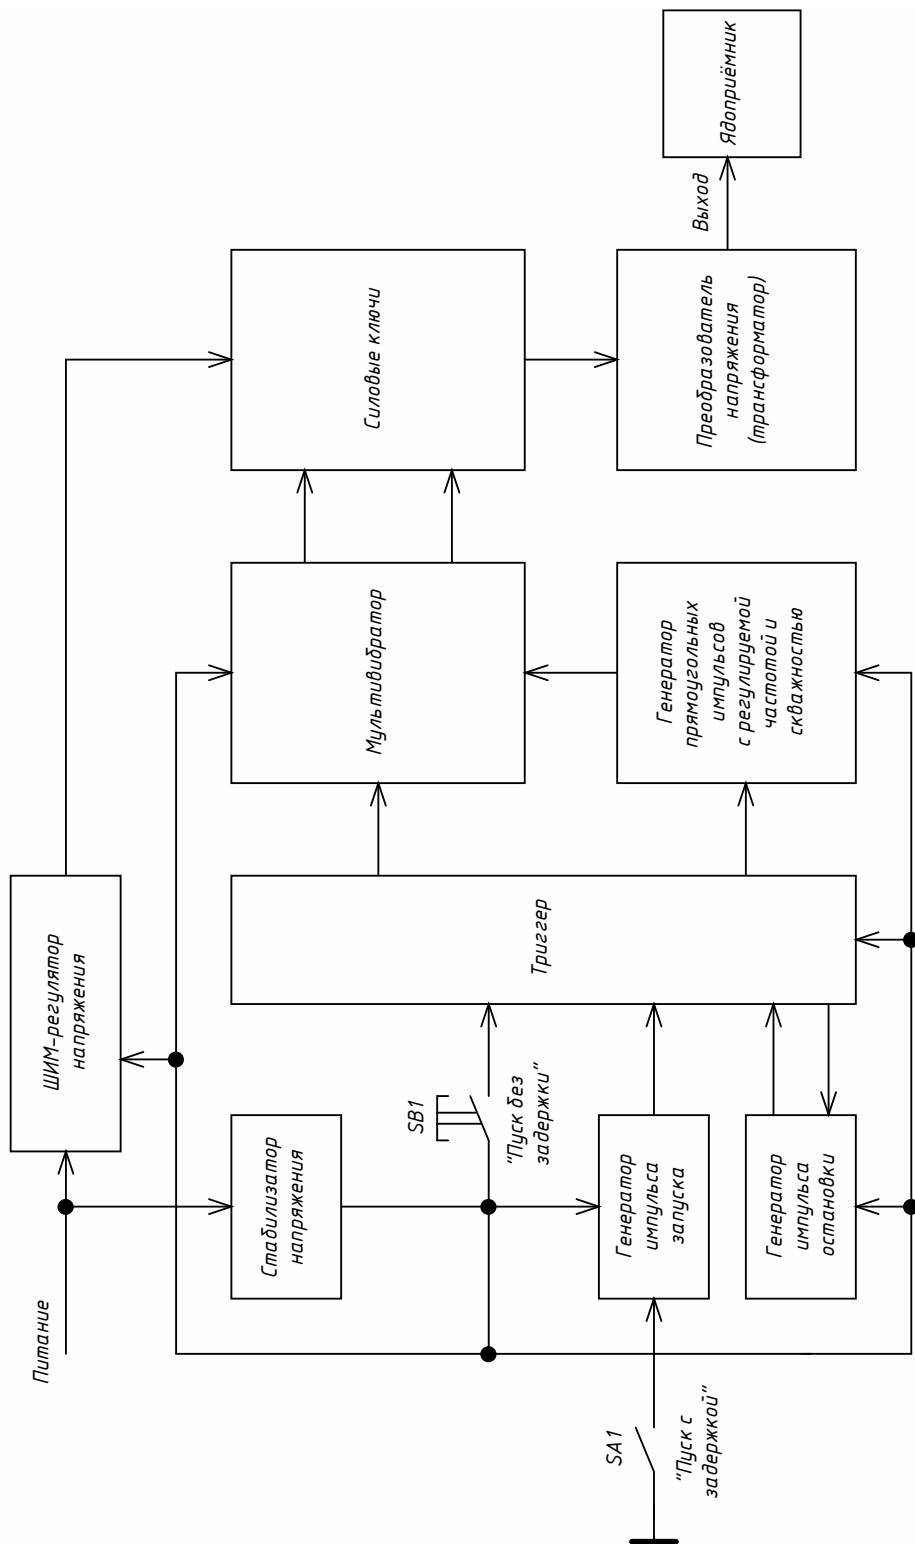 Питание
ШИМ-регулятор
напряжения
Стабилизатор
напряжения
SB1
"Пуск без
задержки"
SA1
"Пуск с
задержкой"
Генератор
импульса
запуска
Генератор
импульса
остановки
Триггер
Мультивибратор
Генератор
прямоугольных
импульсов
с регулируемой
частотой и
скважностью
Силовые ключи
Преобразователь
напряжения
(трансформатор)
Выход
Ядоприёмник